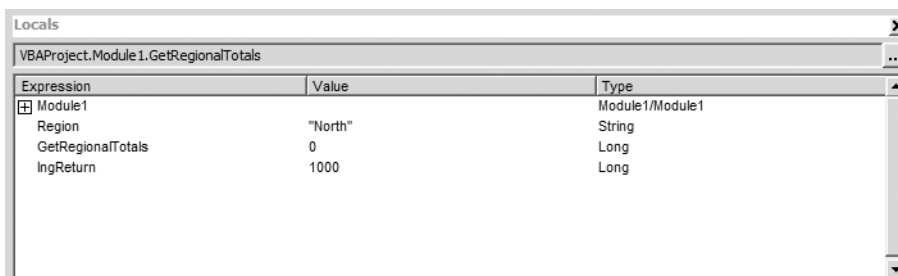 Locals
VBAProject.Module1.GetRegionalTotals
...
Expression Value Type
Module1 Module1/Module1
Region "North" String
GetRegionalTotals 0 Long
lngReturn 1000 Long